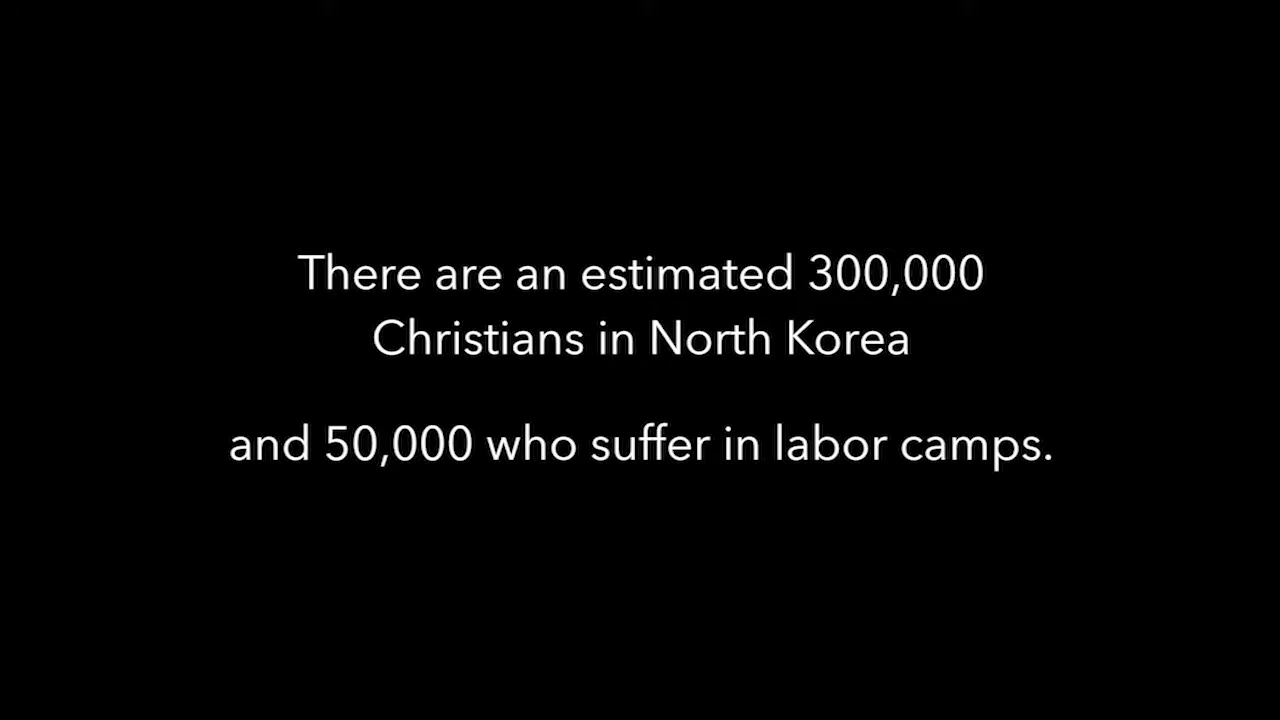 There are an estimated 300,000
Christians in North Korea
and 50,000 who suffer in labor camps.